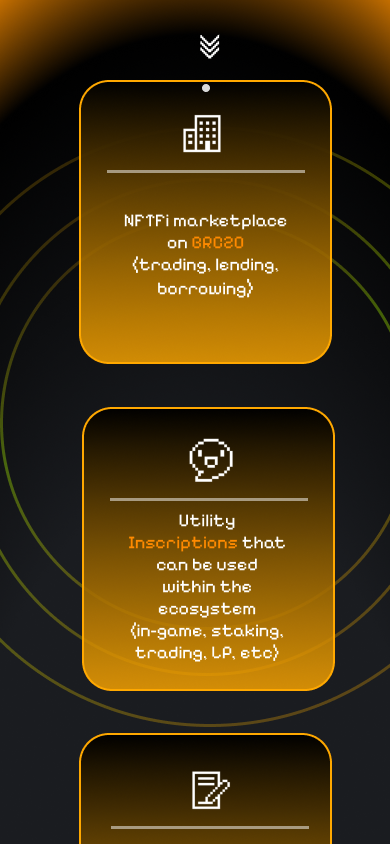 NFTFi marketplace
on BRC20
(trading, lending,
borrowing)
Utility
Inscriptions that
can be used
within the
ecosystem
(in-game, staking,
trading, LP, etc)